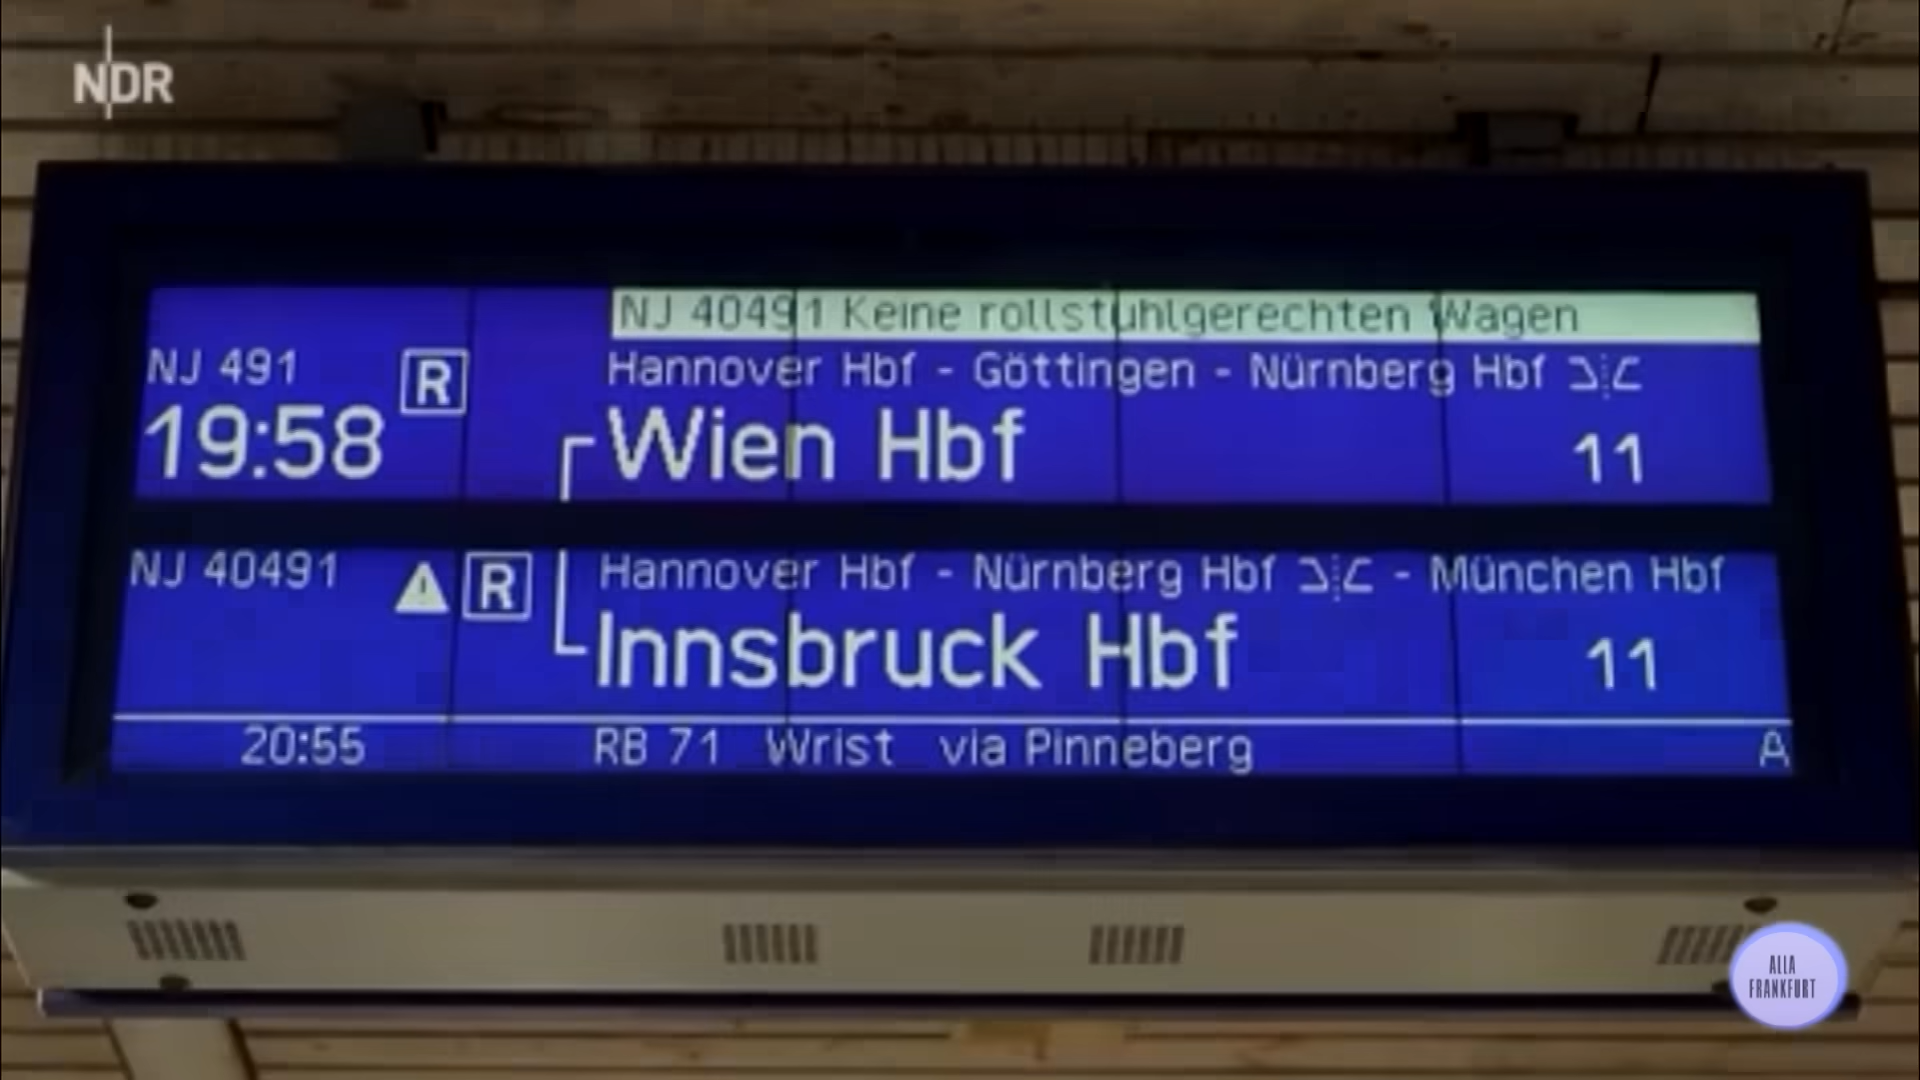 NDR
NJ 40491 Keine rollstuhlgerechten Wagen
NJ 491 R Hannover Hbf - Göttingen - Nürnberg Hbf
19:58 Wien Hbf 11
NJ 40491 R Hannover Hbf - Nürnberg Hbf - München Hbf
Innsbruck Hbf 11
20:55 RB 71 Wrist via Pinneberg A
ALLA
FRANKFURT